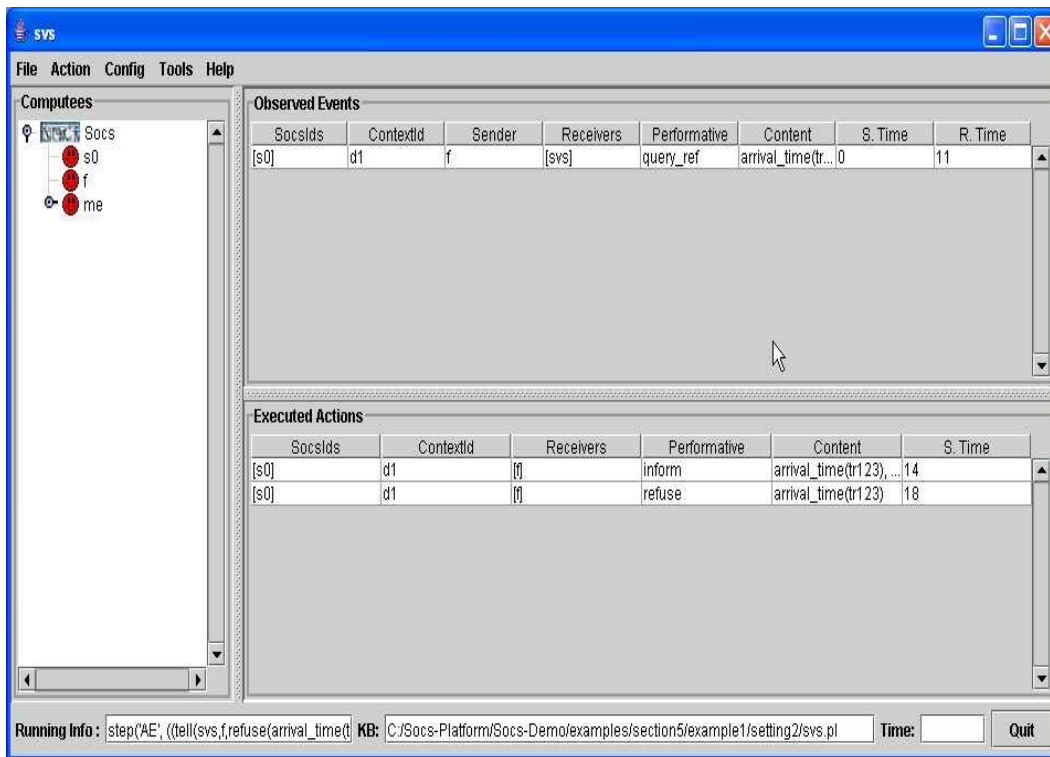 svs
File Action Config Tools Help
Computees
Socs
s0
f
me
Observed Events
SocsIds ContextId Sender Receivers Performative Content S. Time R. Time
[s0] d1 f [svs] query_ref arrival_time(tr... 0 11
Executed Actions
SocsIds ContextId Receivers Performative Content S. Time
[s0] d1 [f] inform arrival_time(tr123), ... 14
[s0] d1 [f] refuse arrival_time(tr123) 18
Running Info : step('AE', ((tell(svs,f,refuse(arrival_time(t KB: C:/Socs-Platform/Socs-Demo/examples/section5/example1/setting2/svs.pl Time: Quit